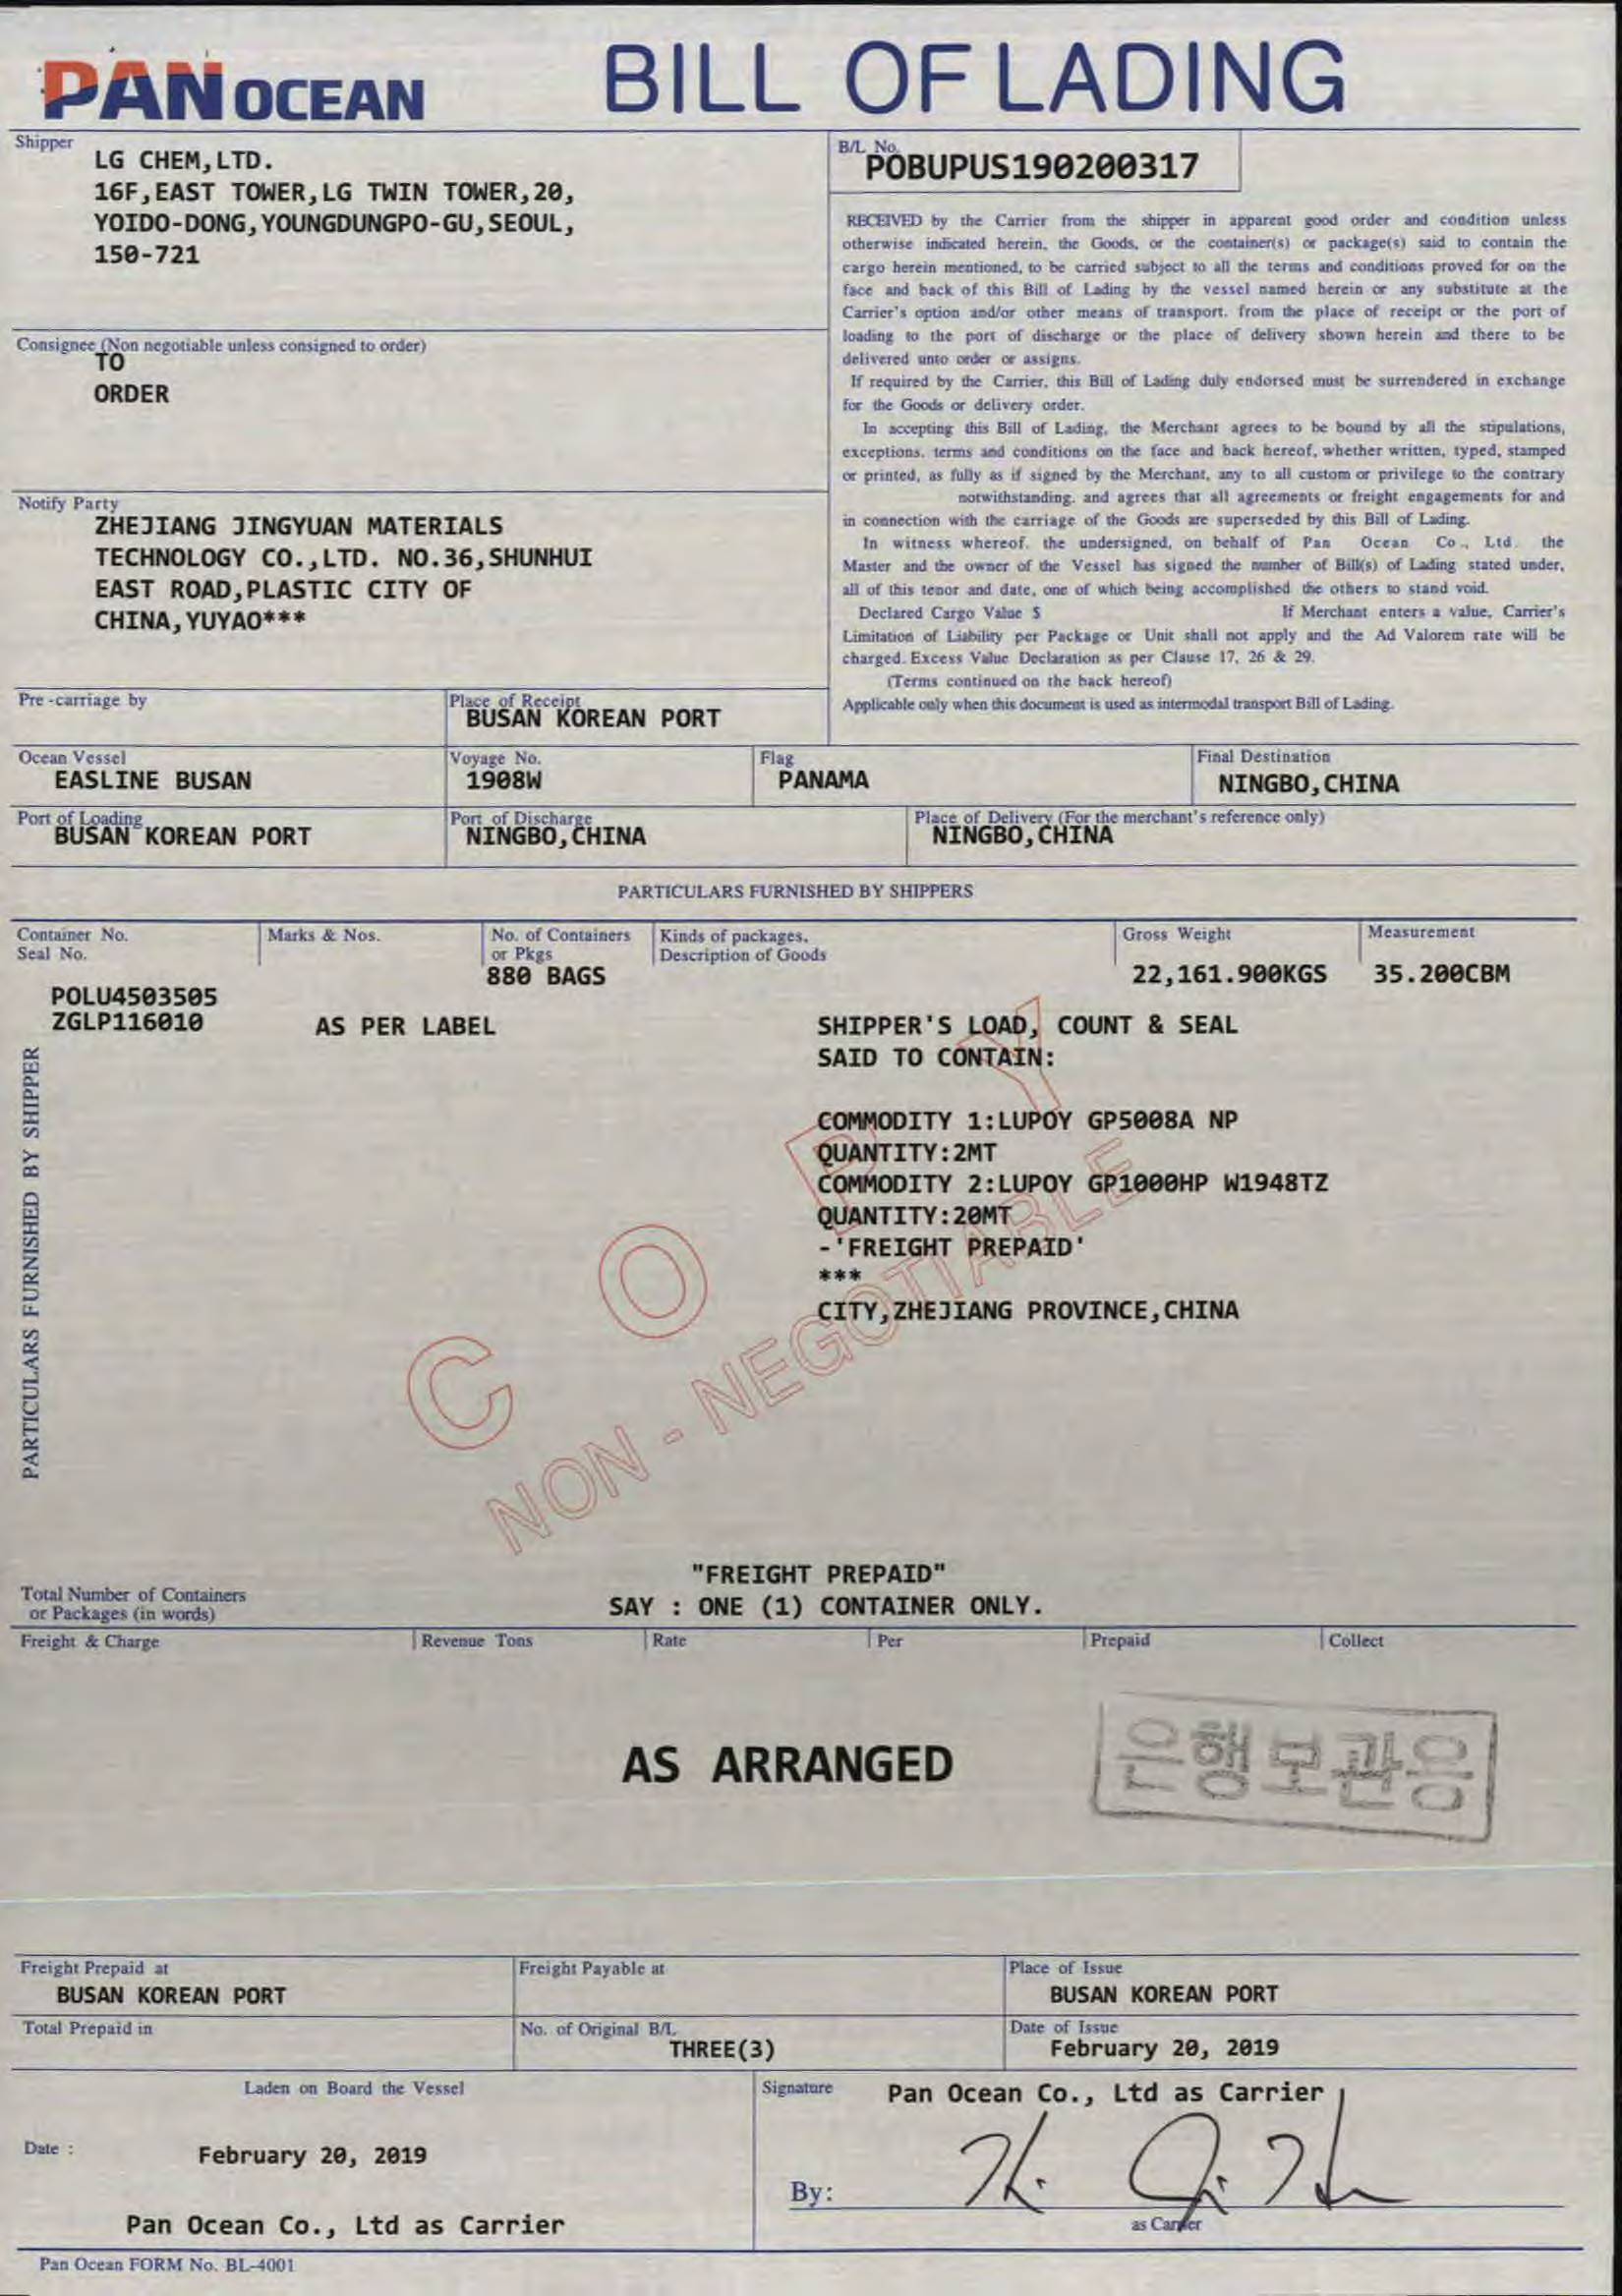 PAN OCEAN
BILL OF LADING
Shipper
LG CHEM,LTD.
16F,EAST TOWER,LG TWIN TOWER,20,
YOIDO-DONG,YOUNGDUNGPO-GU,SEOUL,
150-721
B/L No.
POBUPUS190200317
RECEIVED by the Carrier from the shipper in apparent good order and condition unless
otherwise indicated herein, the Goods, or the container(s) or package(s) said to contain the
cargo herein mentioned, to be carried subject to all the terms and conditions proved for on the
face and back of this Bill of Lading by the vessel named herein or any substitute at the
Carrier's option and/or other means of transport. from the place of receipt or the port of
loading to the port of discharge or the place of delivery shown herein and there to be
delivered unto order or assigns.
If required by the Carrier, this Bill of Lading duly endorsed must be surrendered in exchange
for the Goods or delivery order.
In accepting this Bill of Lading, the Merchant agrees to be bound by all the stipulations,
exceptions, terms and conditions on the face and back hereof, whether written, typed, stamped
or printed, as fully as if signed by the Merchant, any to all custom or privilege to the contrary
notwithstanding, and agrees that all agreements or freight engagements for and
in connection with the carriage of the Goods are superseded by this Bill of Lading.
In witness whereof, the undersigned, on behalf of Pan Ocean Co., Ltd. the
Master and the owner of the Vessel has signed the number of Bill(s) of Lading stated under,
all of this tenor and date, one of which being accomplished the others to stand void.
Declared Cargo Value $ If Merchant enters a value, Carrier's
Limitation of Liability per Package or Unit shall not apply and the Ad Valorem rate will be
charged. Excess Value Declaration as per Clause 17, 26 & 29.
(Terms continued on the back hereof)
Applicable only when this document is used as intermodal transport Bill of Lading.
Consignee (Non negotiable unless consigned to order)
TO
ORDER
Notify Party
ZHEJIANG JINGYUAN MATERIALS
TECHNOLOGY CO.,LTD. NO.36,SHUNHUI
EAST ROAD,PLASTIC CITY OF
CHINA,YUYAO***
Pre-carriage by
Place of Receipt
BUSAN KOREAN PORT
Ocean Vessel
EASLINE BUSAN
Voyage No.
1908W
Flag
PANAMA
Final Destination
NINGBO,CHINA
Port of Loading
BUSAN KOREAN PORT
Port of Discharge
NINGBO,CHINA
Place of Delivery (For the merchant's reference only)
NINGBO,CHINA
PARTICULARS FURNISHED BY SHIPPERS
Container No.
Seal No.
Marks & Nos.
No. of Containers
or Pkgs
Kinds of packages,
Description of Goods
Gross Weight
Measurement
880 BAGS
22,161.900KGS
35.200CBM
POLU4503505
ZGLP116010
AS PER LABEL
SHIPPER'S LOAD, COUNT & SEAL
SAID TO CONTAIN:
COMMODITY 1:LUPOY GP5008A NP
QUANTITY:2MT
COMMODITY 2:LUPOY GP1000HP W1948TZ
QUANTITY:20MT
-'FREIGHT PREPAID'
***
CITY,ZHEJIANG PROVINCE,CHINA
COPY
NON - NEGOTIABLE
PARTICULARS FURNISHED BY SHIPPER
"FREIGHT PREPAID"
Total Number of Containers
or Packages (in words)
SAY : ONE (1) CONTAINER ONLY.
Freight & Charge
Revenue Tons
Rate
Per
Prepaid
Collect
AS ARRANGED
은행보관용
Freight Prepaid at
BUSAN KOREAN PORT
Freight Payable at
Place of Issue
BUSAN KOREAN PORT
Total Prepaid in
No. of Original B/L
THREE(3)
Date of Issue
February 20, 2019
Laden on Board the Vessel
Date :
February 20, 2019
Pan Ocean Co., Ltd as Carrier
Signature
Pan Ocean Co., Ltd as Carrier
By:
as Carrier
Pan Ocean FORM No. BL-4001